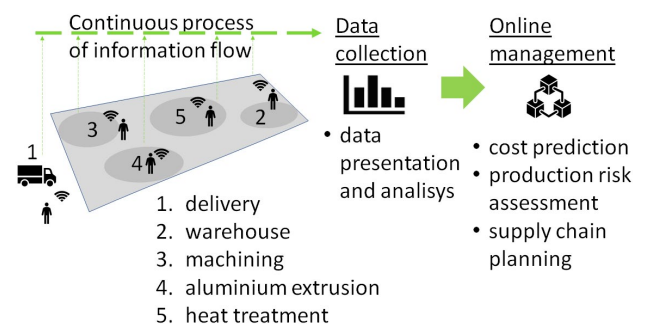 Continuous process
of information flow
Data
collection
Online
management
1
3
5
2
4
• data
presentation
and analisys
• cost prediction
• production risk
assessment
• supply chain
planning
1. delivery
2. warehouse
3. machining
4. aluminium extrusion
5. heat treatment